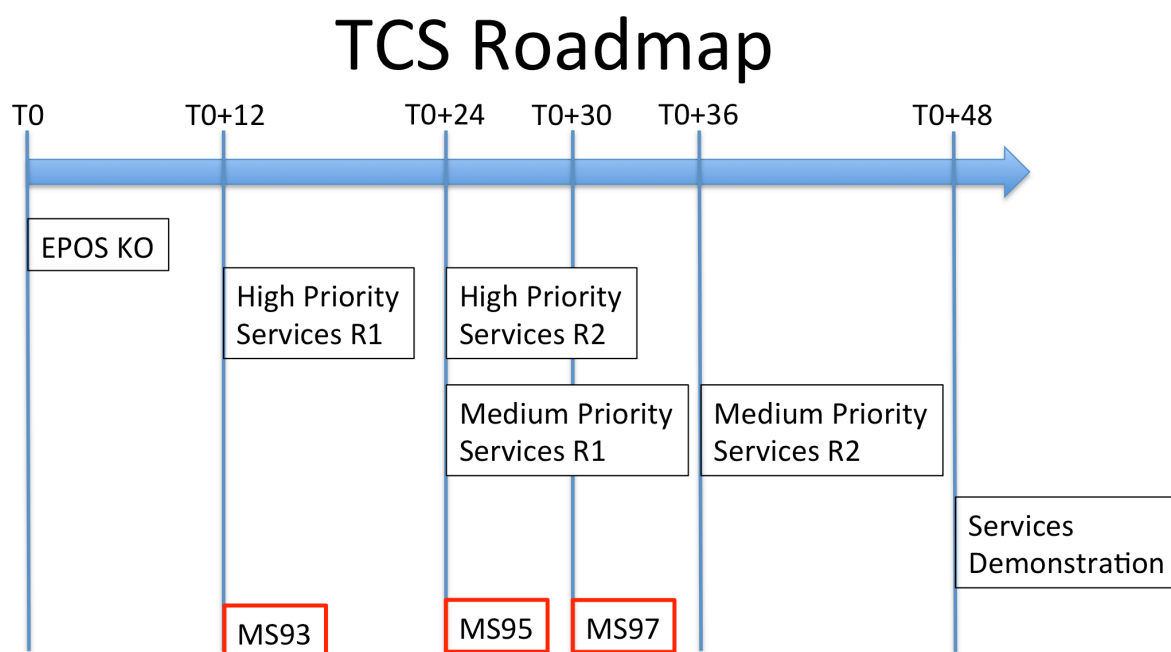 TCS Roadmap
T0 T0+12 T0+24 T0+30 T0+36 T0+48
EPOS KO
High Priority
Services R1
High Priority
Services R2
Medium Priority
Services R1
Medium Priority
Services R2
Services
Demonstration
MS93
MS95
MS97